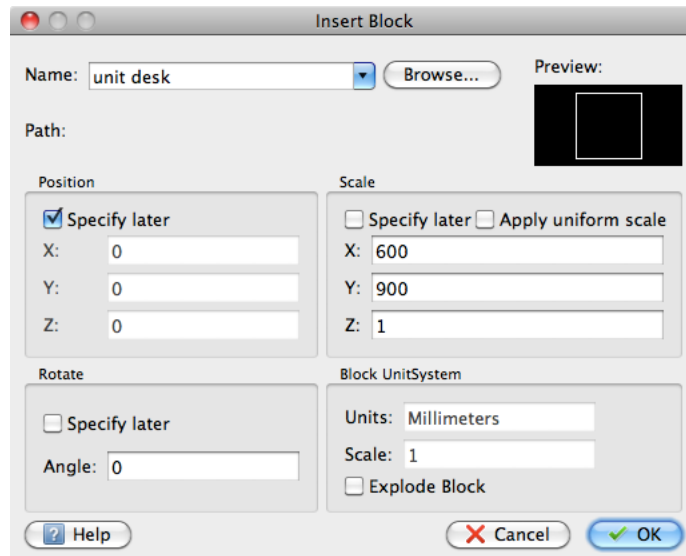 Insert Block
Name: unit desk Browse... Preview:
Path:
Position
Specify later
X: 0
Y: 0
Z: 0
Scale
Specify later Apply uniform scale
X: 600
Y: 900
Z: 1
Rotate
Specify later
Angle: 0
Block UnitSystem
Units: Millimeters
Scale: 1
Explode Block
? Help Cancel OK